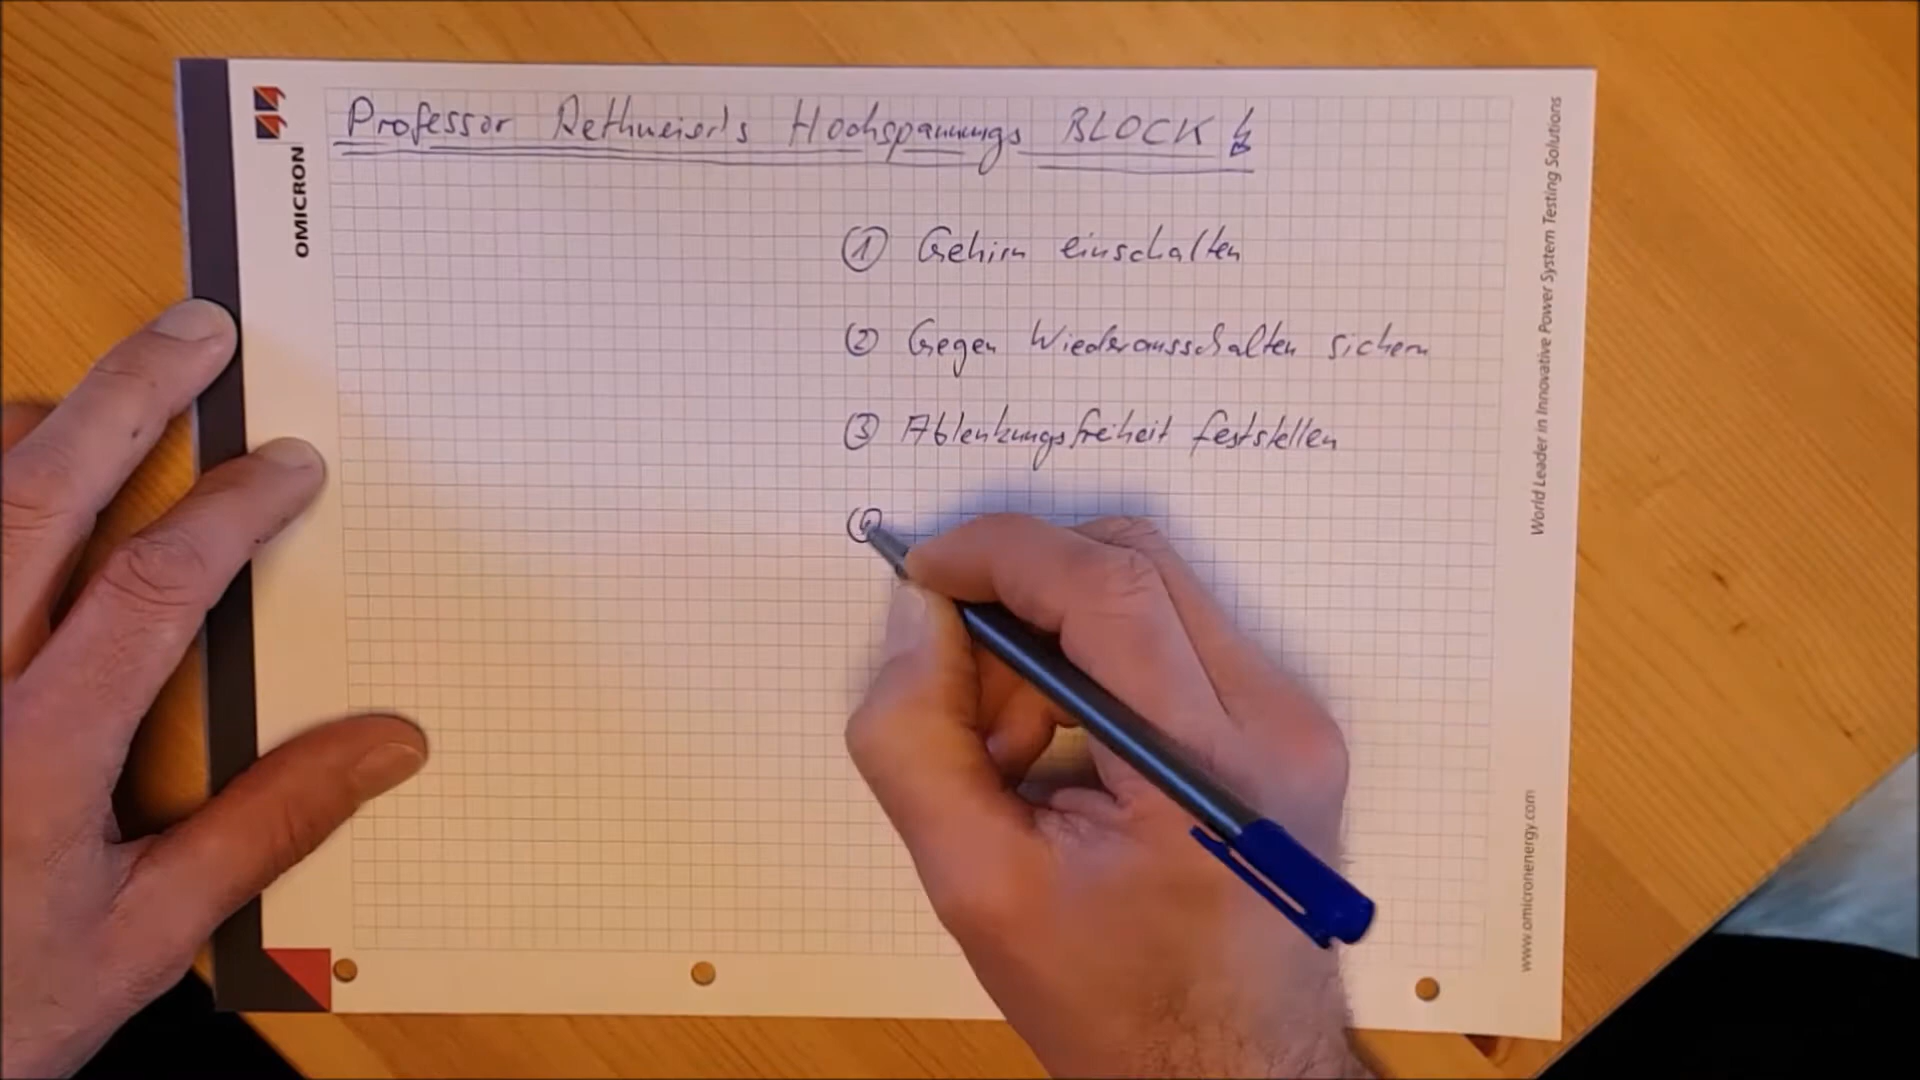 Professor Rethmeier's Hochspannungs BLOCK
① Gehirn einschalten
② Gegen Wiederausschalten sichern
③ Ablenkungsfreiheit feststellen
④
OMICRON
World Leader in Innovative Power System Testing Solutions
www.omicronenergy.com